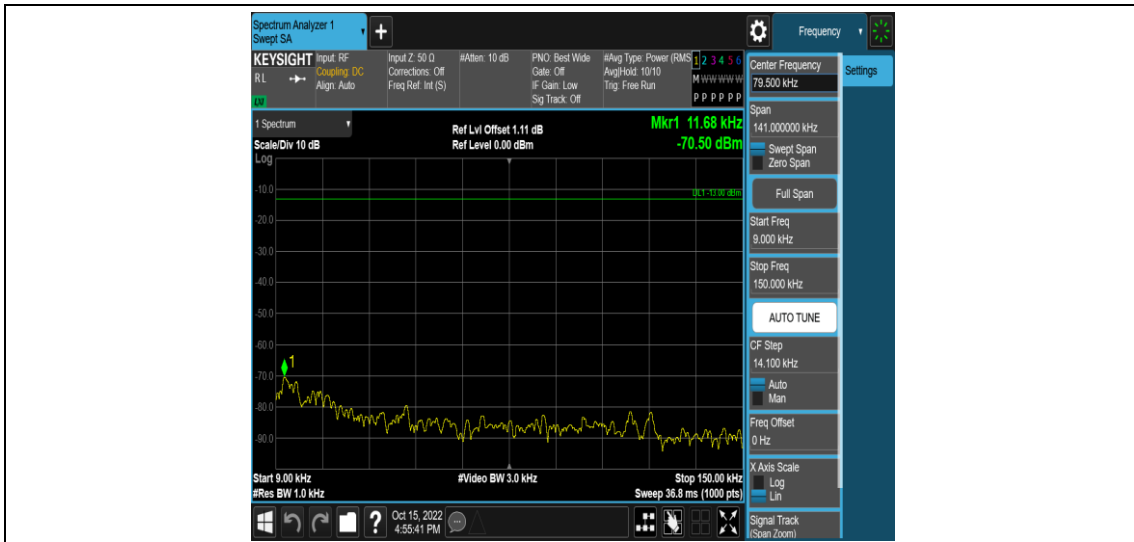 Spectrum Analyzer 1
Swept SA
+
Frequency
KEYSIGHT
RL
LXI
Input: RF
Coupling: DC
Align: Auto
Input Z: 50 Ω
Corrections: Off
Freq Ref: Int (S)
#Atten: 10 dB
PNO: Best Wide
Gate: Off
IF Gain: Low
Sig Track: Off
#Avg Type: Power (RMS
Avg|Hold: 10/10
Trig: Free Run
1 2 3 4 5 6
M W W W W W
P P P P P P
Center Frequency
79.500 kHz
Settings
Span
141.000000 kHz
Swept Span
Zero Span
Full Span
Start Freq
9.000 kHz
Stop Freq
150.000 kHz
AUTO TUNE
CF Step
14.100 kHz
Auto
Man
Freq Offset
0 Hz
X Axis Scale
Log
Lin
Signal Track
(Span Zoom)
1 Spectrum
Scale/Div 10 dB
Log
Ref Lvl Offset 1.11 dB
Ref Level 0.00 dBm
Mkr1 11.68 kHz
-70.50 dBm
DL1 -13.00 dBm
-10.0
-20.0
-30.0
-40.0
-50.0
-60.0
-70.0
-80.0
-90.0
1
Start 9.00 kHz
#Res BW 1.0 kHz
#Video BW 3.0 kHz
Stop 150.00 kHz
Sweep 36.8 ms (1000 pts)
?
Oct 15, 2022
4:55:41 PM